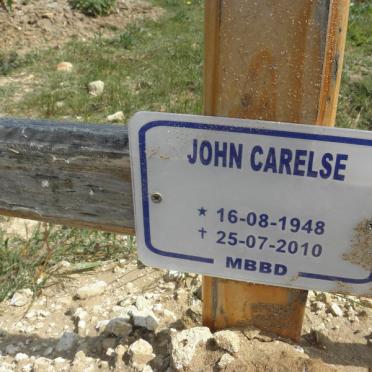 JOHN CARELSE
★ 16-08-1948
✝ 25-07-2010
MBBD